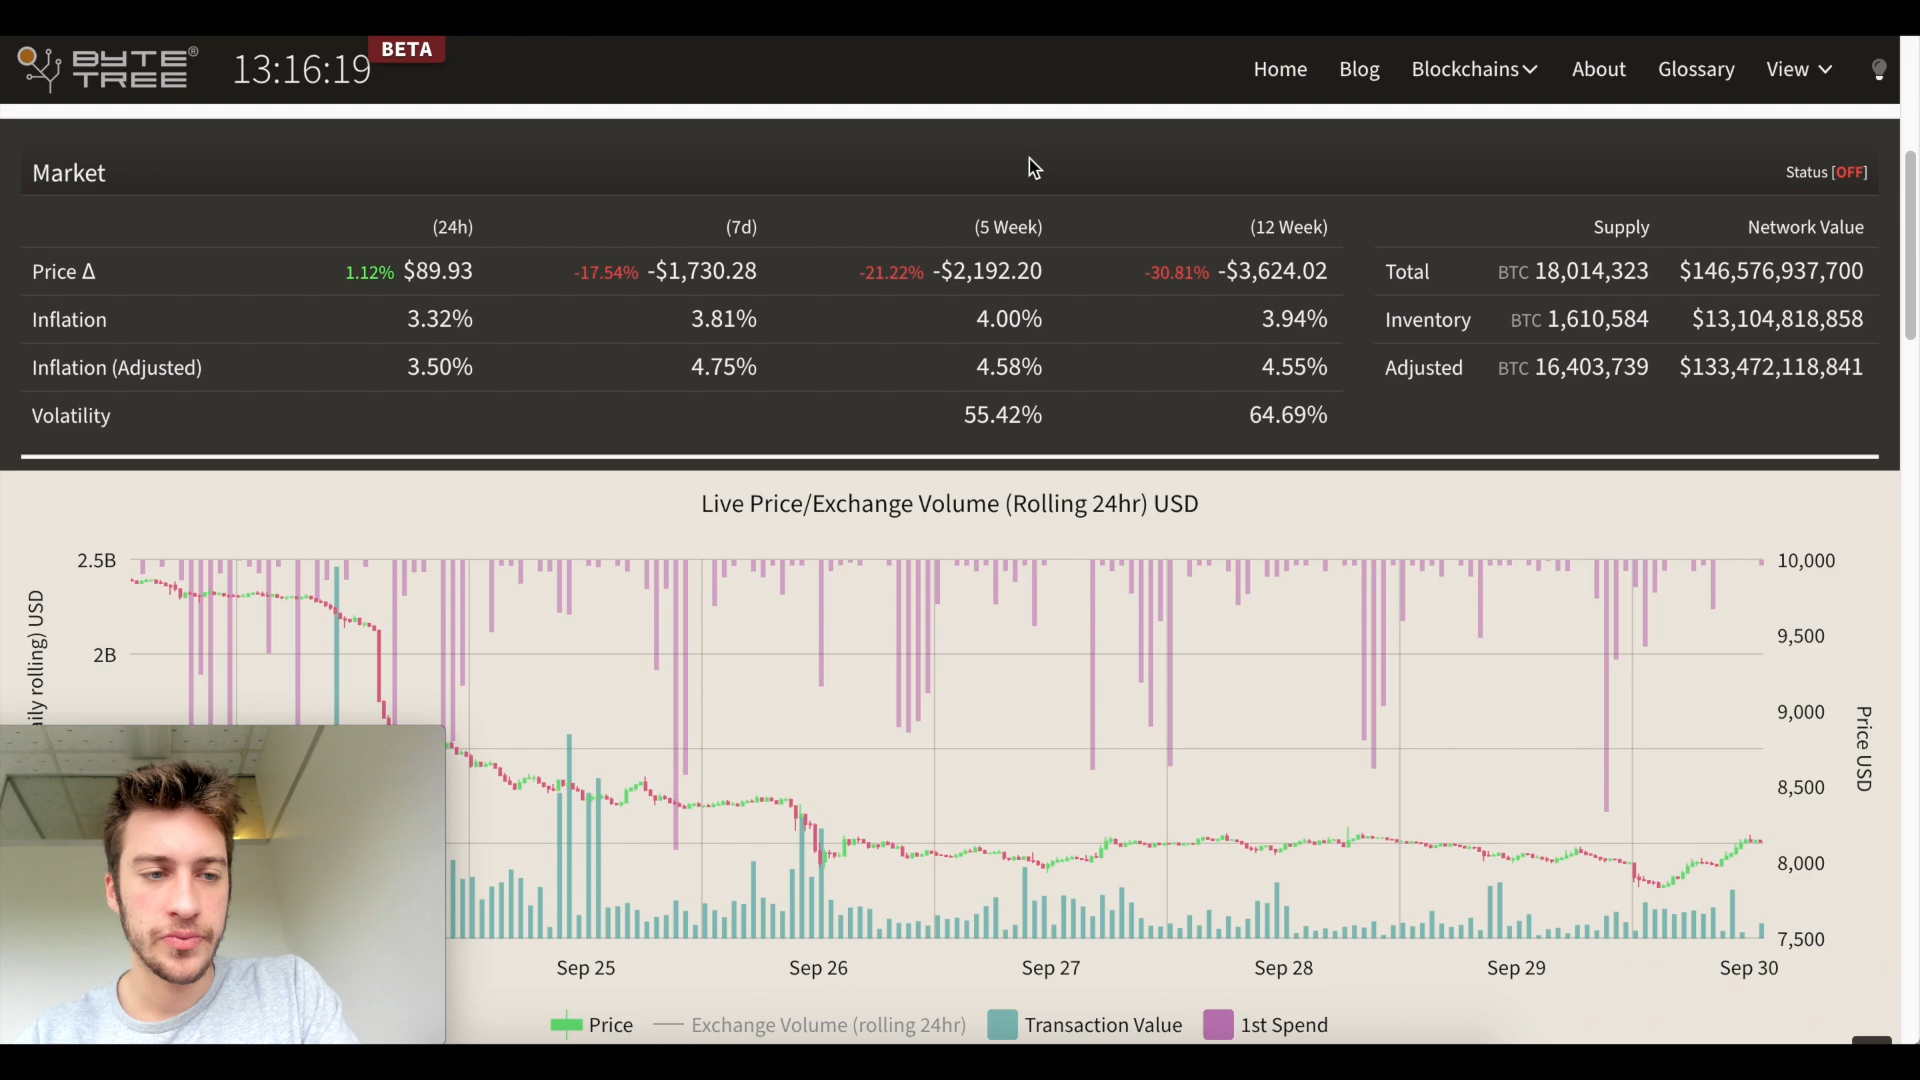 BYTE TREE®
13:16:19
BETA
Home Blog Blockchains About Glossary View
Market
Status [OFF]
(24h) (7d) (5 Week) (12 Week) Supply Network Value
Price Δ 1.12% $89.93 -17.54% -$1,730.28 -21.22% -$2,192.20 -30.81% -$3,624.02 Total BTC 18,014,323 $146,576,937,700
Inflation 3.32% 3.81% 4.00% 3.94% Inventory BTC 1,610,584 $13,104,818,858
Inflation (Adjusted) 3.50% 4.75% 4.58% 4.55% Adjusted BTC 16,403,739 $133,472,118,841
Volatility 55.42% 64.69%
Live Price/Exchange Volume (Rolling 24hr) USD
2.5B
2B
rolling) USD
10,000
9,500
9,000
8,500
8,000
7,500
Price USD
Sep 25 Sep 26 Sep 27 Sep 28 Sep 29 Sep 30
Price Exchange Volume (rolling 24hr) Transaction Value 1st Spend